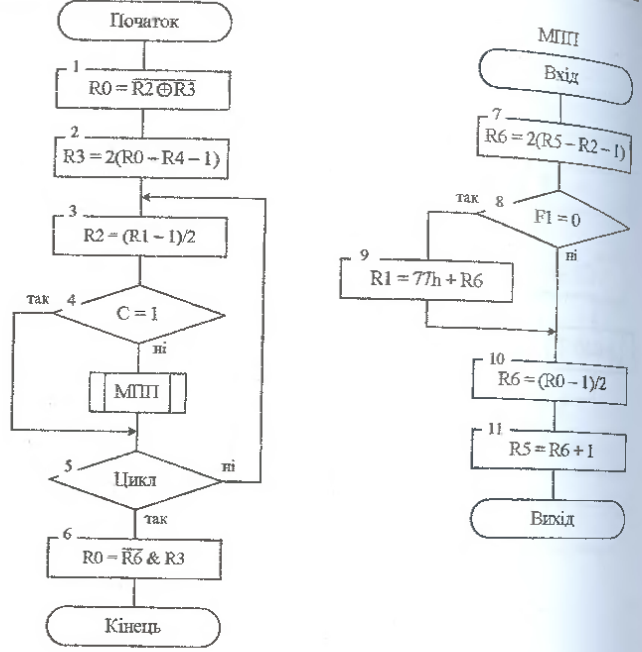 Початок
1
R0 = R2⊕R3
2
R3 = 2(R0 − R4 − 1)
3
R2 = (R1 − 1)/2
4
так
C = 1
ні
МПП
5
Цикл
ні
так
6
R0 = R6 & R3
Кінець
МПП
Вхід
7
R6 = 2(R5 − R2 − 1)
так
8
F1 = 0
ні
9
R1 = 77h + R6
10
R6 = (R0 − 1)/2
11
R5 = R6 + 1
Вихід